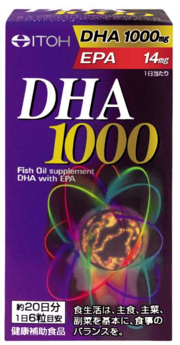 ITOH
DHA 1000mg
EPA 14mg
1日当たり
DHA
1000
Fish Oil supplement
DHA with EPA
約20日分
1日6粒目安
健康補助食品
食生活は、主食、主菜、
副菜を基本に、食事の
バランスを。